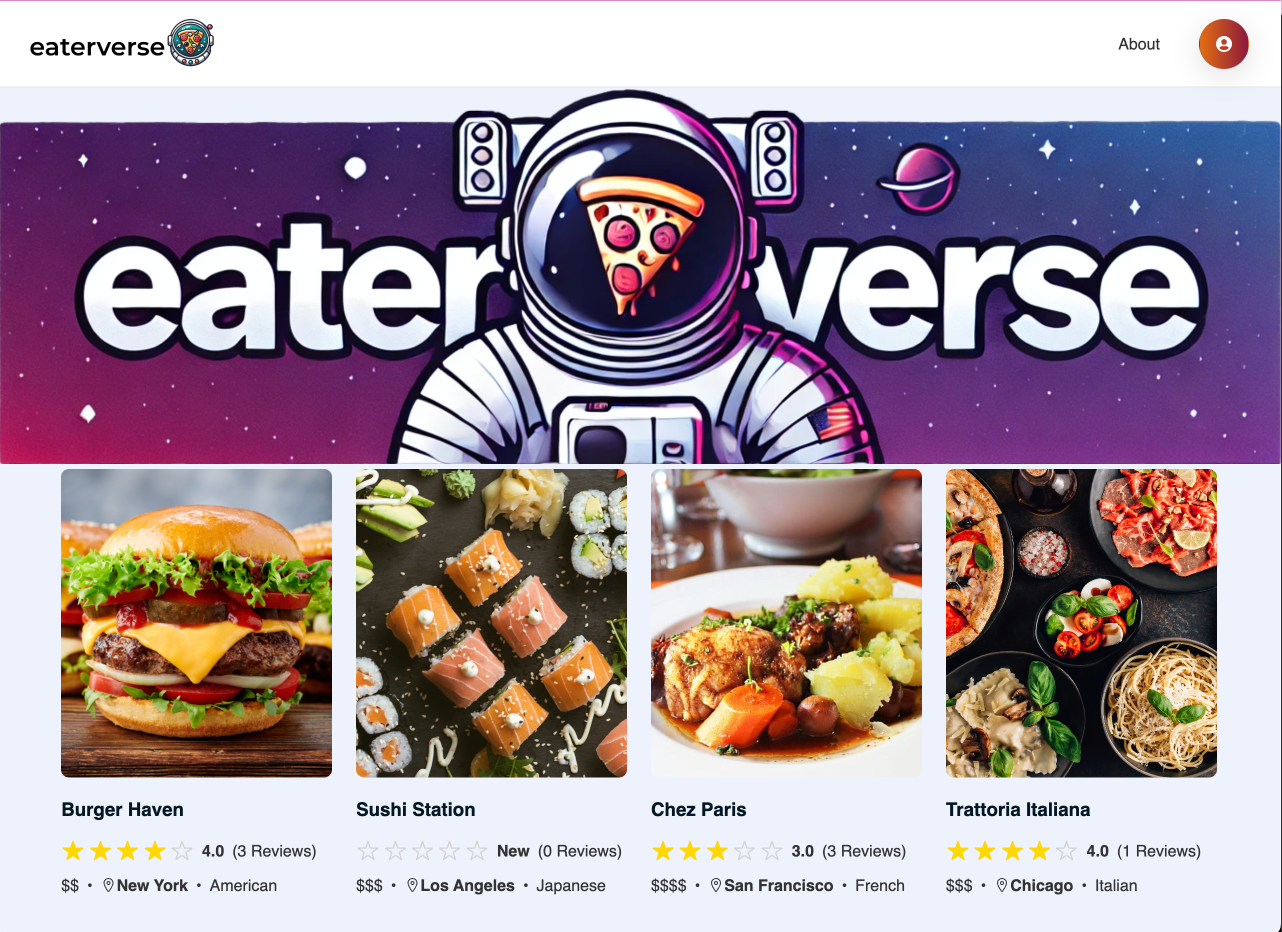 eaterverse
About
eaterverse
Burger Haven
Sushi Station
Chez Paris
Trattoria Italiana
4.0 (3 Reviews)
New (0 Reviews)
3.0 (3 Reviews)
4.0 (1 Reviews)
$$ • New York • American
$$$ • Los Angeles • Japanese
$$$$ • San Francisco • French
$$$ • Chicago • Italian